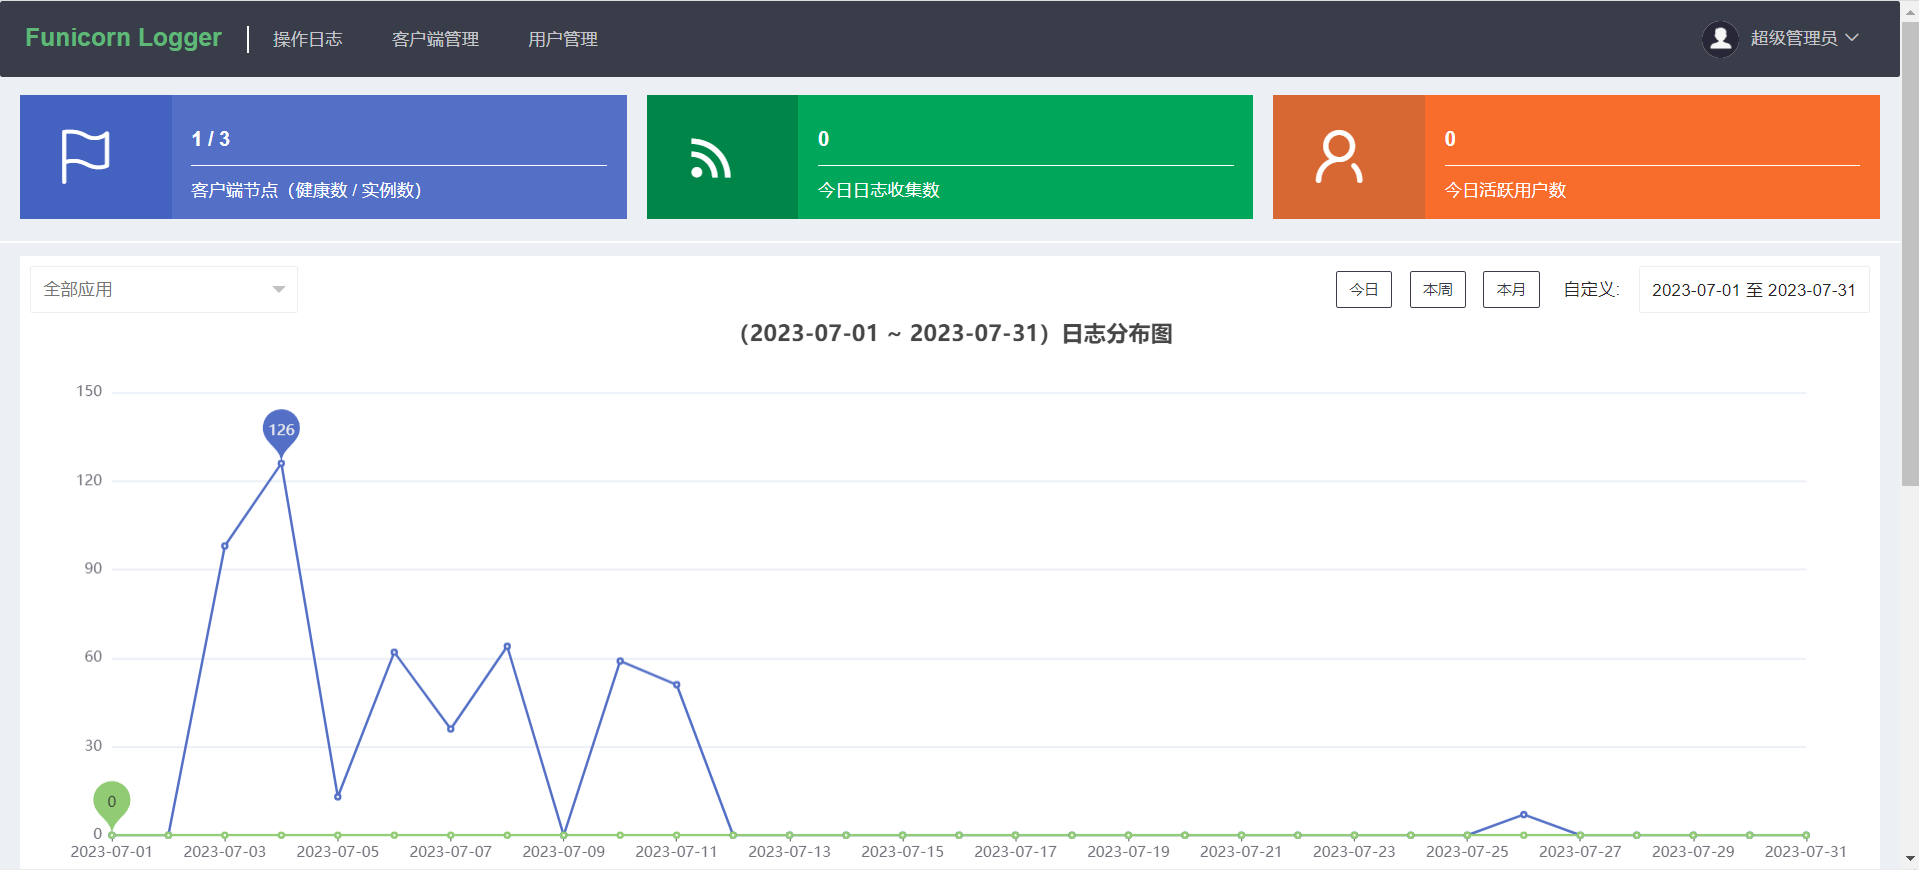 Funicorn Logger 操作日志 客户端管理 用户管理 超级管理员
1 / 3
客户端节点（健康数 / 实例数）
0
今日日志收集数
0
今日活跃用户数
全部应用 今日 本周 本月 自定义: 2023-07-01 至 2023-07-31
（2023-07-01 ~ 2023-07-31）日志分布图
150
126
120
90
60
30
0
0
2023-07-01 2023-07-03 2023-07-05 2023-07-07 2023-07-09 2023-07-11 2023-07-13 2023-07-15 2023-07-17 2023-07-19 2023-07-21 2023-07-23 2023-07-25 2023-07-27 2023-07-29 2023-07-31